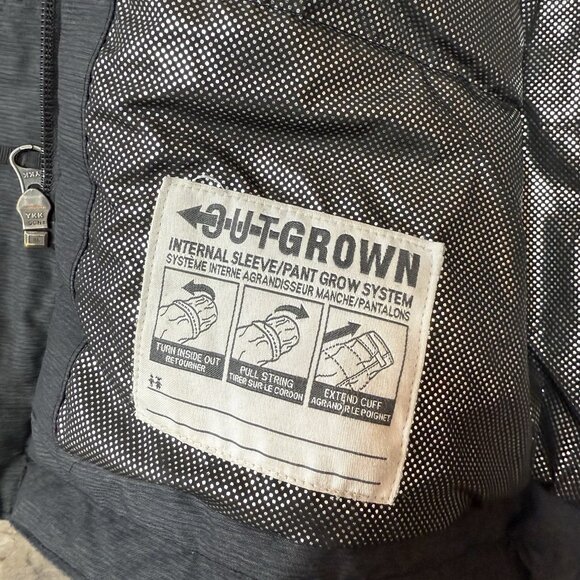 OUTGROWN
INTERNAL SLEEVE/PANT GROW SYSTEM
SYSTÈME INTERNE AGRANDISSEUR MANCHE/PANTALONS
TURN INSIDE OUT
RETOURNER
PULL STRING
TIRER SUR LE CORDON
EXTEND CUFF
AGRANDIR LE POIGNET
YKK
YKK